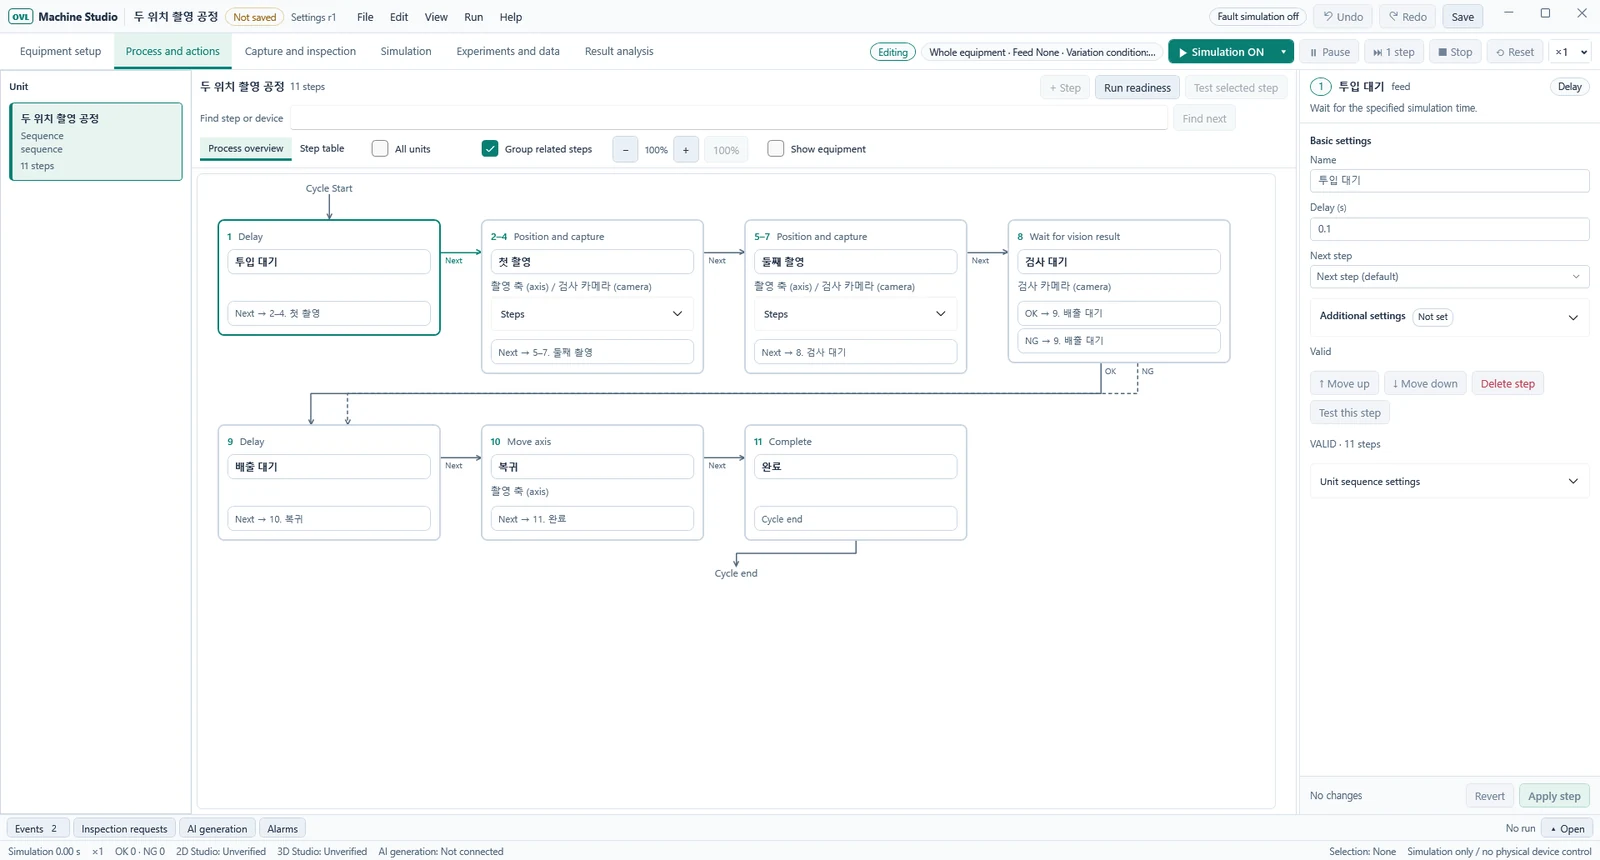 OVL Machine Studio 두 위치 촬영 공정 Not saved Settings r1 File Edit View Run Help Fault simulation off Undo Redo Save
Equipment setup Process and actions Capture and inspection Simulation Experiments and data Result analysis Editing Whole equipment · Feed None · Variation condition:... Simulation ON Pause 1 step Stop Reset ×1
Unit
두 위치 촬영 공정
Sequence
sequence
11 steps
두 위치 촬영 공정 11 steps + Step Run readiness Test selected step
Find step or device Find next
Process overview Step table All units Group related steps − 100% + 100% Show equipment
Cycle Start
1 Delay
투입 대기
Next → 2–4. 첫 촬영
Next
2–4 Position and capture
첫 촬영
촬영 축 (axis) / 검사 카메라 (camera)
Steps
Next → 5–7. 둘째 촬영
Next
5–7 Position and capture
둘째 촬영
촬영 축 (axis) / 검사 카메라 (camera)
Steps
Next → 8. 검사 대기
Next
8 Wait for vision result
검사 대기
검사 카메라 (camera)
OK → 9. 배출 대기
NG → 9. 배출 대기
OK NG
9 Delay
배출 대기
Next → 10. 복귀
Next
10 Move axis
복귀
촬영 축 (axis)
Next → 11. 완료
Next
11 Complete
완료
Cycle end
Cycle end
1 투입 대기 feed Delay
Wait for the specified simulation time.
Basic settings
Name
투입 대기
Delay (s)
0.1
Next step
Next step (default)
Additional settings Not set
Valid
↑ Move up ↓ Move down Delete step
Test this step
VALID · 11 steps
Unit sequence settings
No changes Revert Apply step
Events 2 Inspection requests AI generation Alarms No run Open
Simulation 0.00 s ×1 OK 0 · NG 0 2D Studio: Unverified 3D Studio: Unverified AI generation: Not connected Selection: None Simulation only / no physical device control